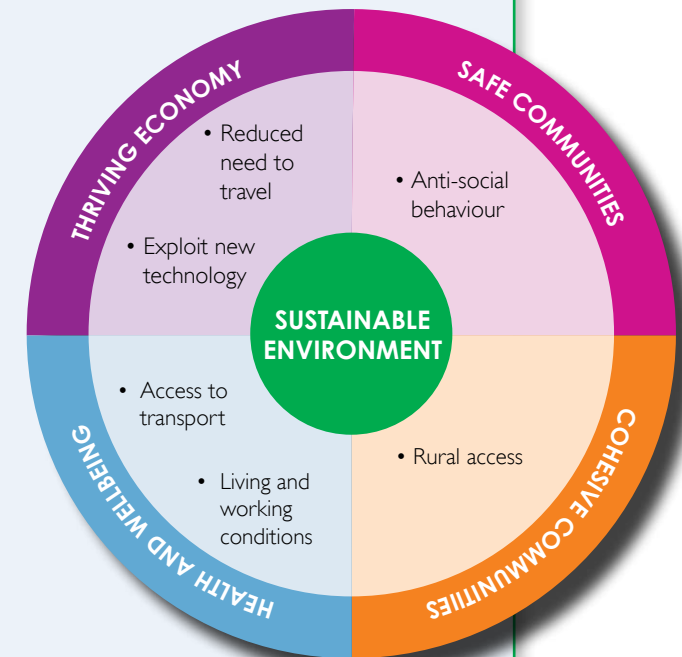 THRIVING ECONOMY
• Reduced
need to
travel
• Exploit new
technology
SAFE COMMUNITIES
• Anti-social
behaviour
SUSTAINABLE
ENVIRONMENT
• Access to
transport
• Living and
working
conditions
HEALTH AND WELLBEING
• Rural access
COHESIVE COMMUNITIIES